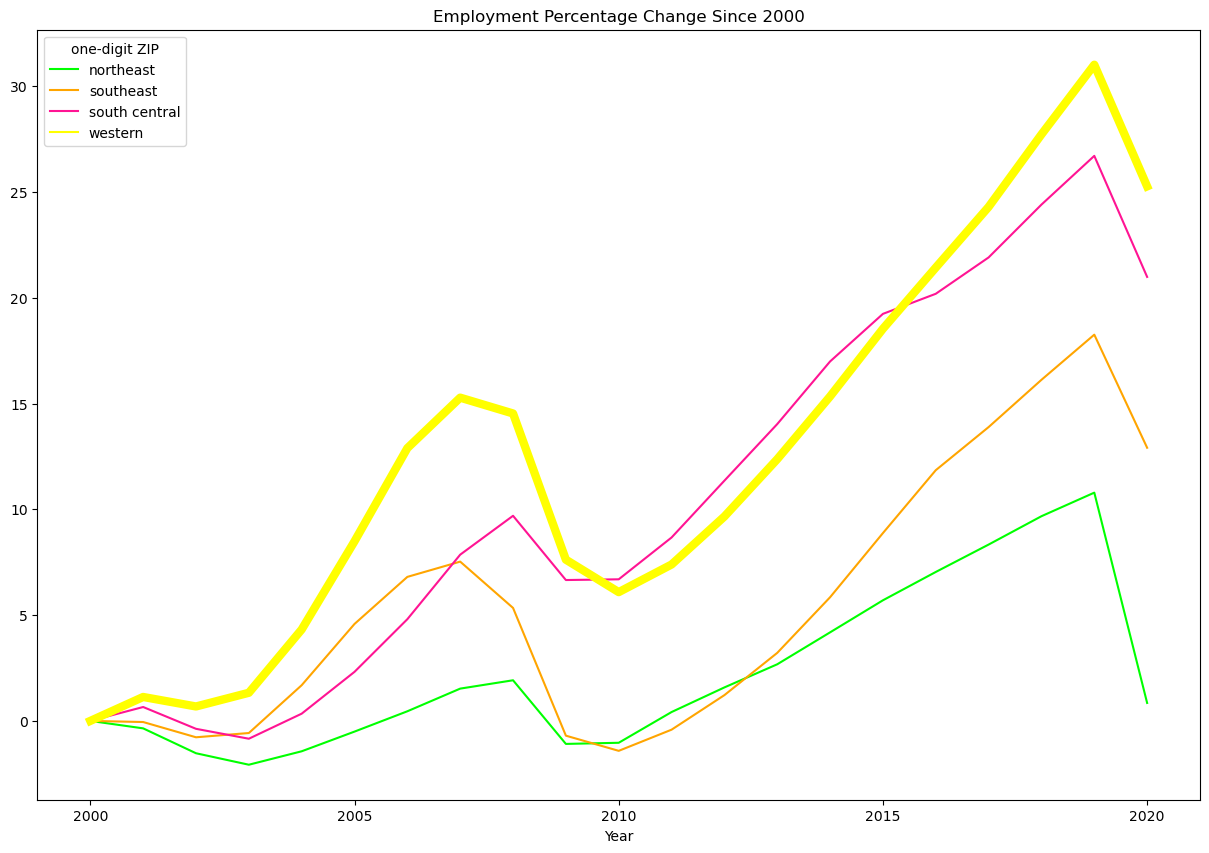 Employment Percentage Change Since 2000
one-digit ZIP
northeast
southeast
south central
western
30
25
20
15
10
5
0
2000 2005 2010 2015 2020
Year